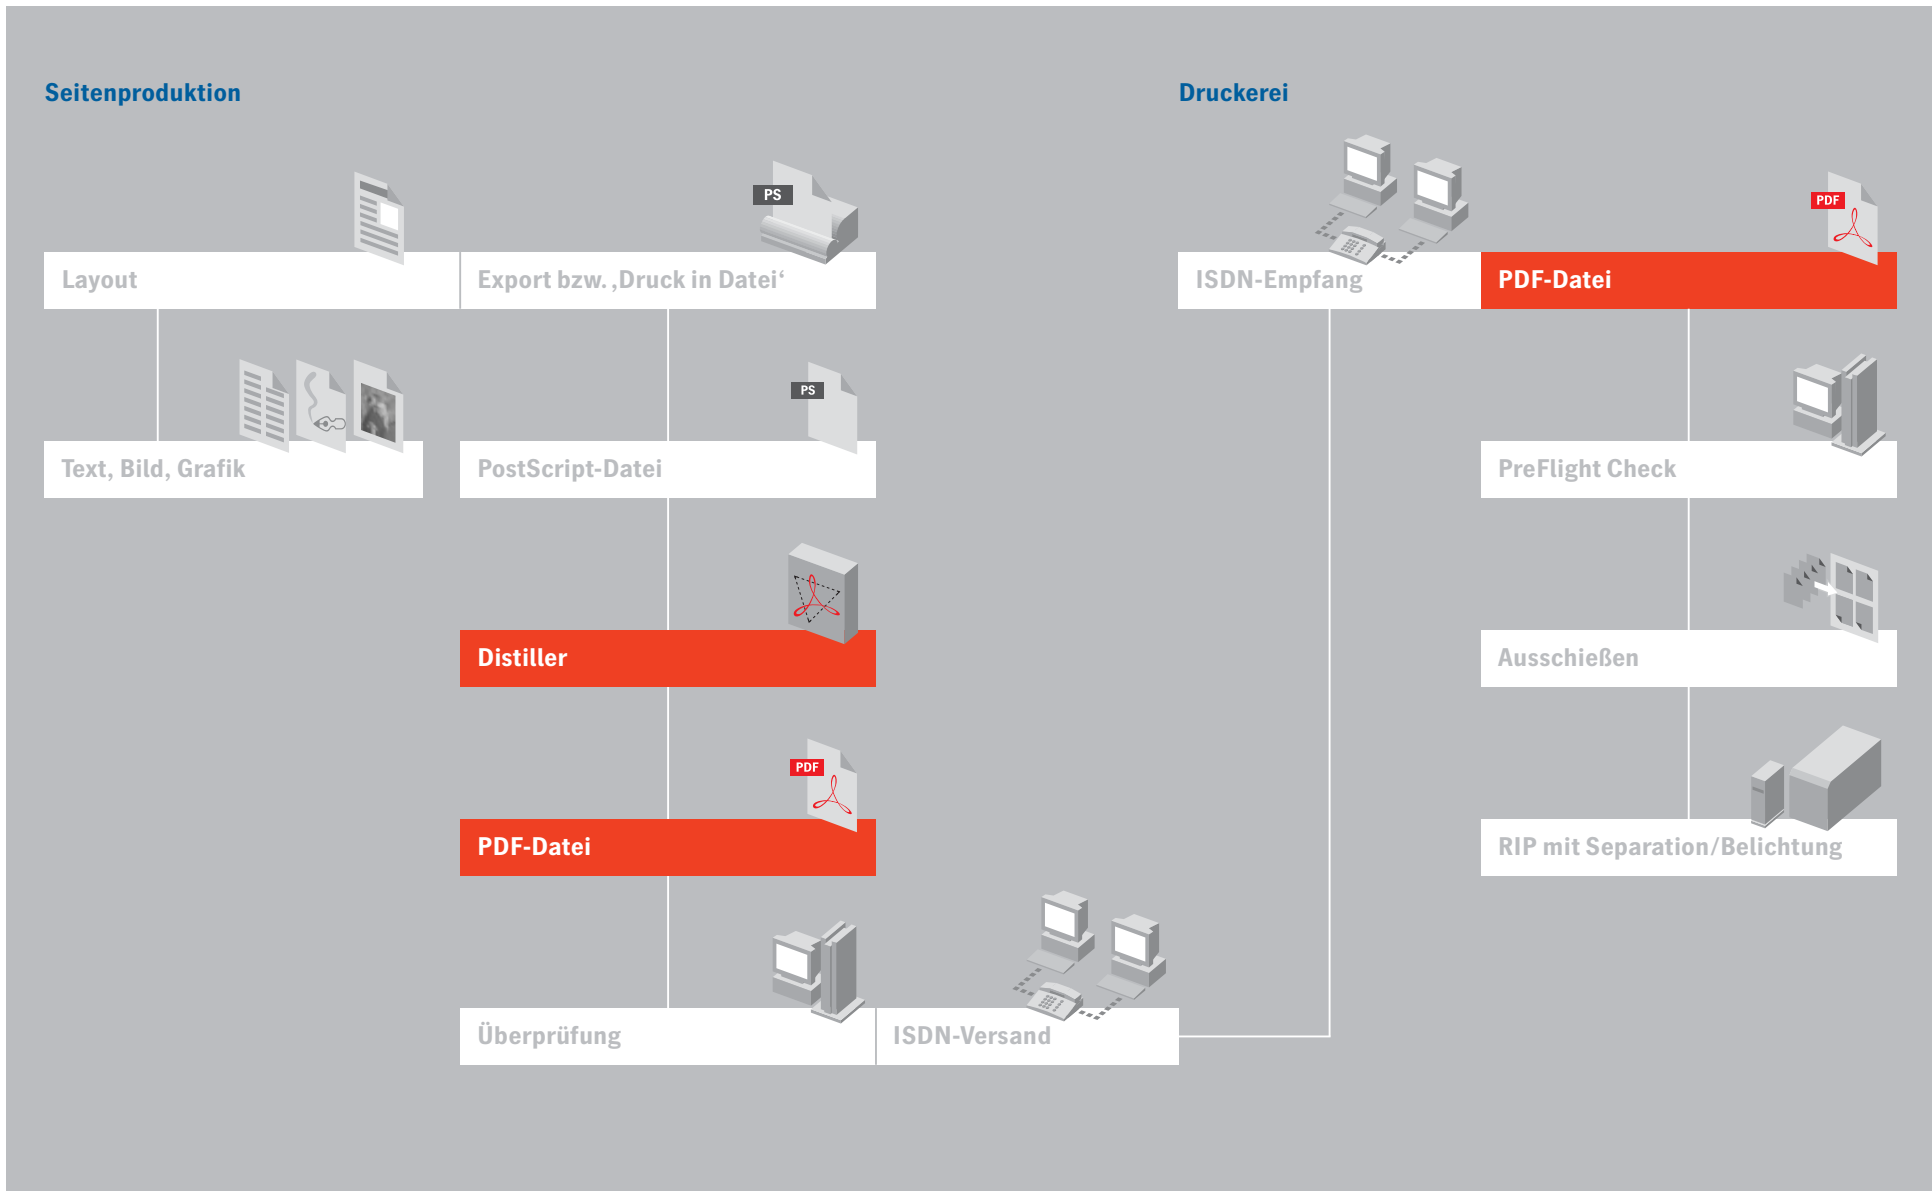 Seitenproduktion
Druckerei
PS
PDF
Layout
Export bzw. ‚Druck in Datei‘
ISDN-Empfang
PDF-Datei
PS
Text, Bild, Grafik
PostScript-Datei
PreFlight Check
Distiller
Ausschießen
PDF
PDF-Datei
RIP mit Separation/Belichtung
Überprüfung
ISDN-Versand